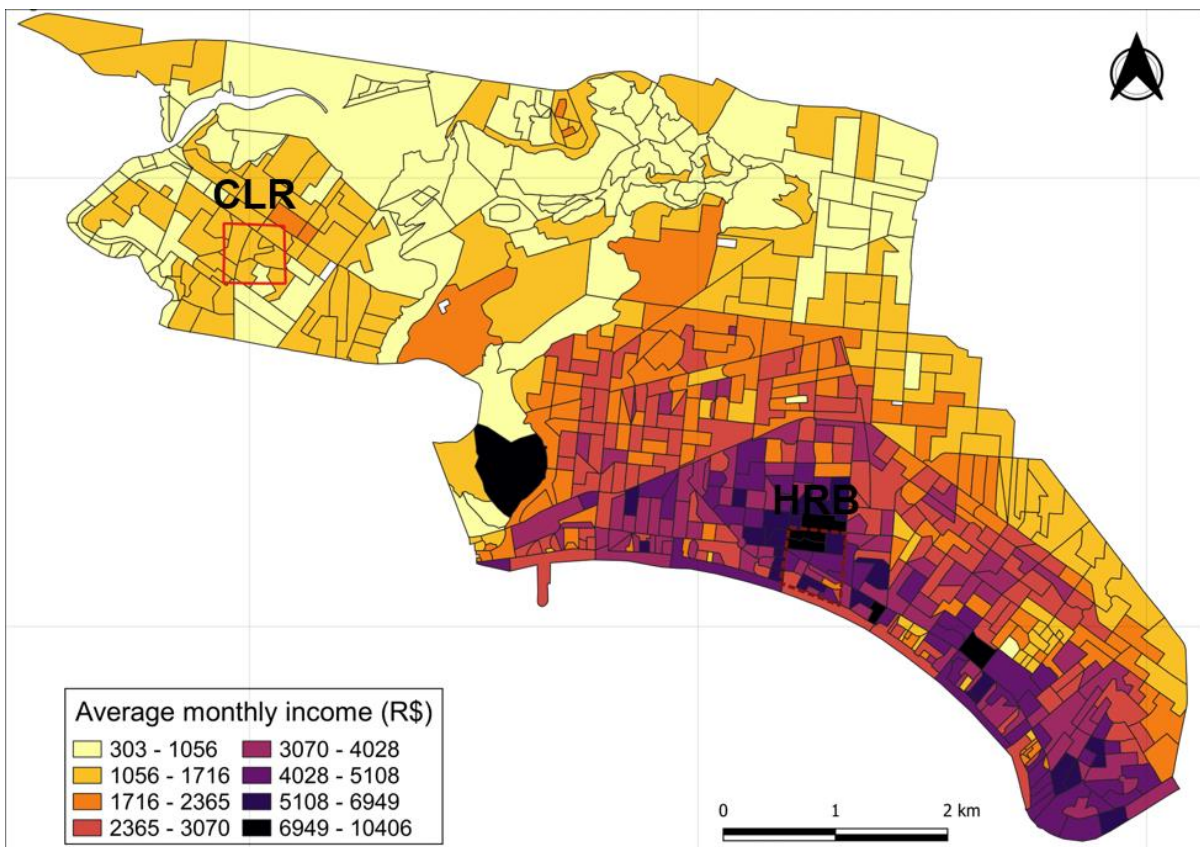 CLR
HRB
Average monthly income (R$)
303 - 1056
3070 - 4028
1056 - 1716
4028 - 5108
1716 - 2365
5108 - 6949
2365 - 3070
6949 - 10406
0 1 2 km